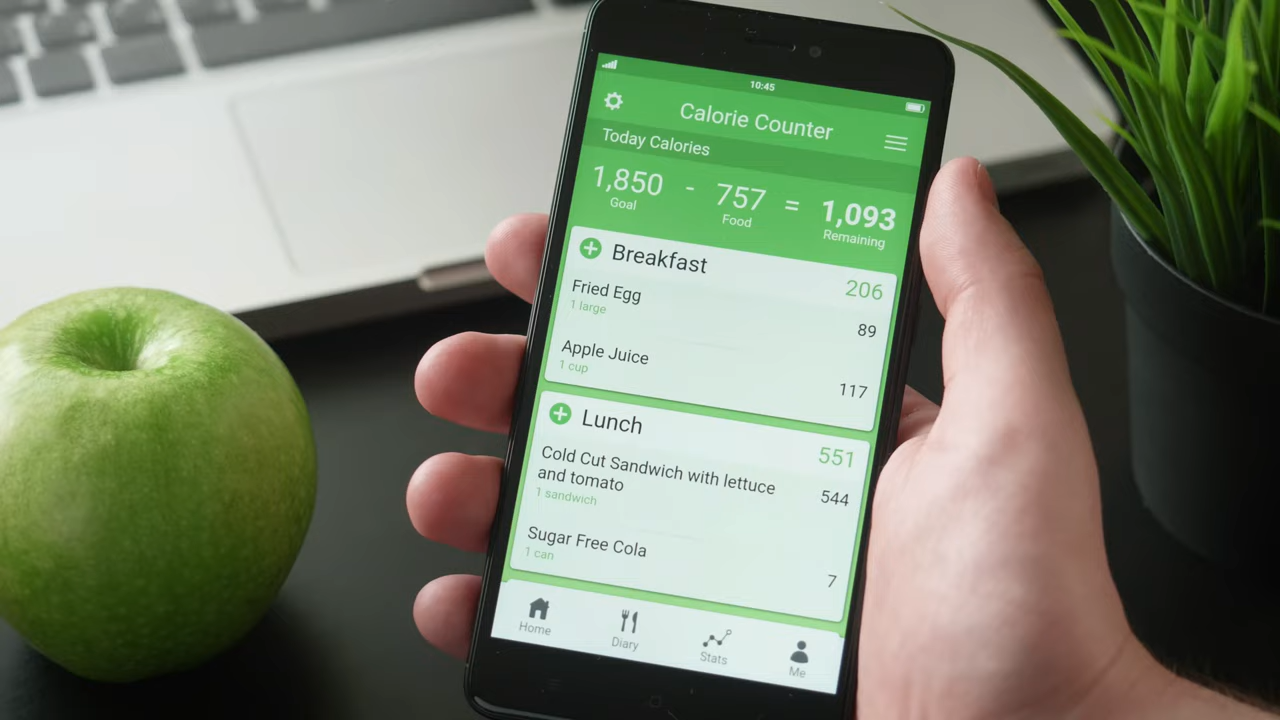 10:45
Calorie Counter
Today Calories
1,850 - 757 = 1,093
Goal Food Remaining
Breakfast 206
Fried Egg
1 large 89
Apple Juice
1 cup 117
Lunch 551
Cold Cut Sandwich with lettuce
and tomato 544
1 sandwich
Sugar Free Cola
1 can 7
Home Diary Stats Me